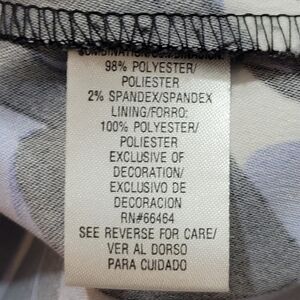 98% POLYESTER/
POLIESTER
2% SPANDEX/SPANDEX
LINING/FORRO:
100% POLYESTER/
POLIESTER
EXCLUSIVE OF
DECORATION/
EXCLUSIVO DE
DECORACION
RN#66464
SEE REVERSE FOR CARE/
VER AL DORSO
PARA CUIDADO